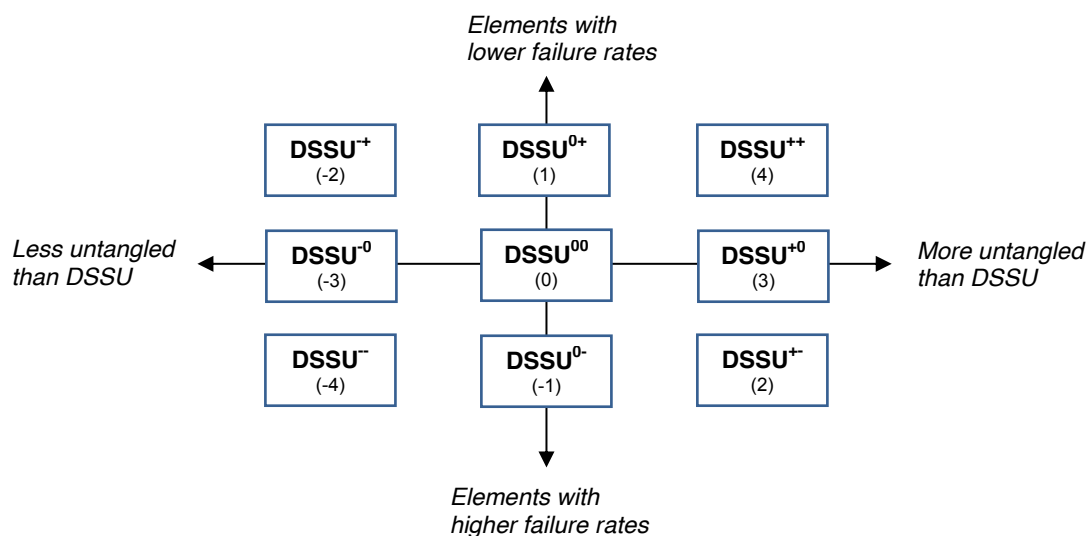 Elements with
lower failure rates
DSSU⁻⁺
(-2)
DSSU⁰⁺
(1)
DSSU⁺⁺
(4)
Less untangled
than DSSU
DSSU⁻⁰
(-3)
DSSU⁰⁰
(0)
DSSU⁺⁰
(3)
More untangled
than DSSU
DSSU⁻⁻
(-4)
DSSU⁰⁻
(-1)
DSSU⁺⁻
(2)
Elements with
higher failure rates